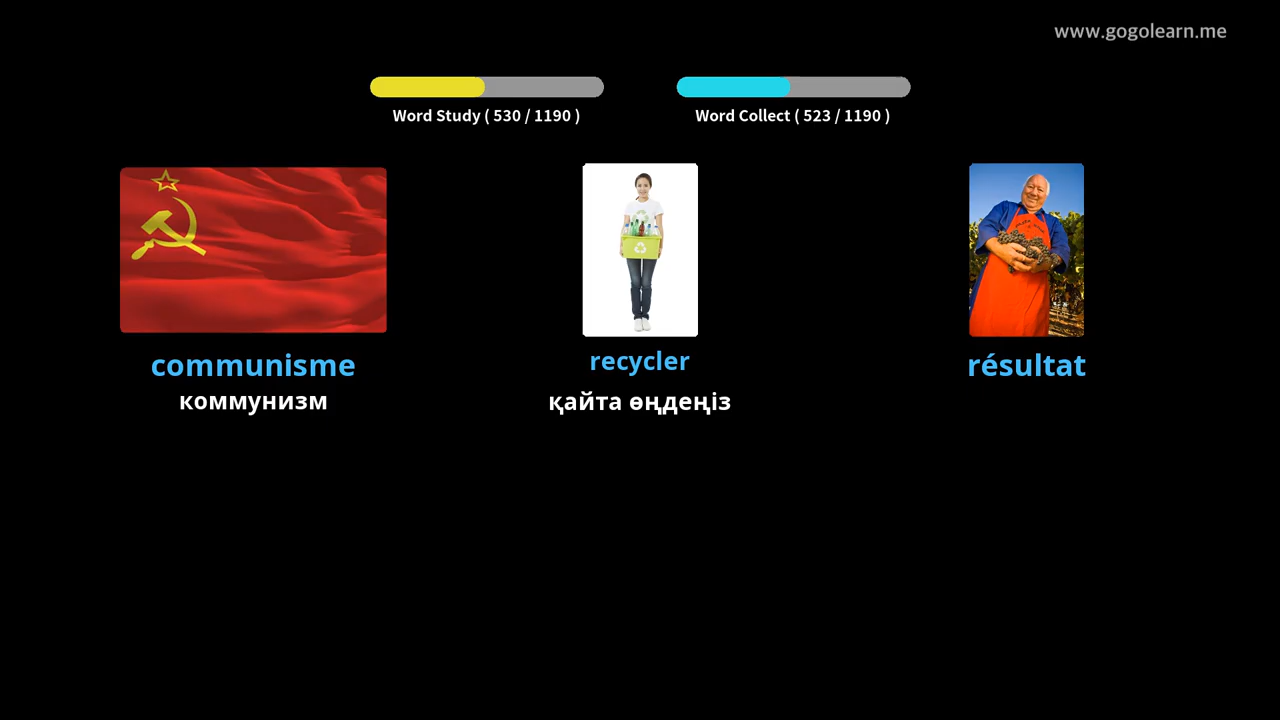 www.gogolearn.me
Word Study ( 530 / 1190 )
Word Collect ( 523 / 1190 )
communisme
recycler
résultat
коммунизм
қайта өңдеңіз